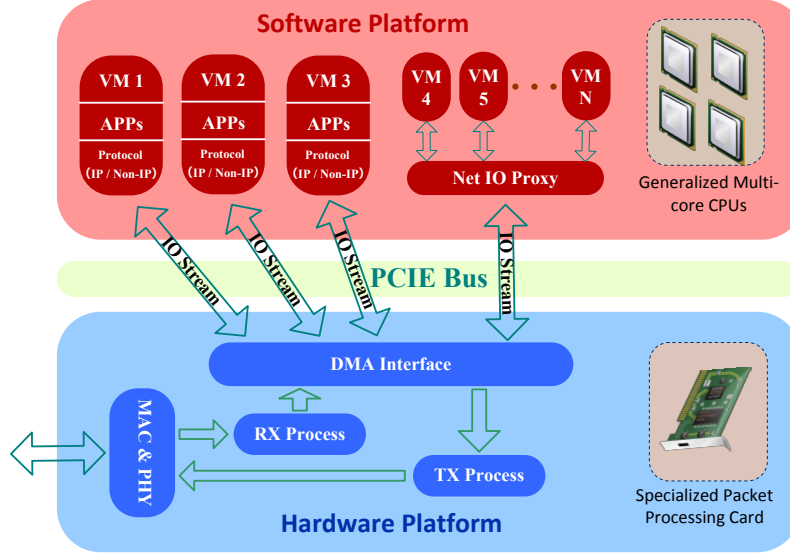 Software Platform
VM 1
APPs
Protocol
(IP / Non-IP)
VM 2
APPs
Protocol
(IP / Non-IP)
VM 3
APPs
Protocol
(IP / Non-IP)
VM
4
VM
5
. . .
VM
N
Net IO Proxy
Generalized Multi-
core CPUs
IO Stream
IO Stream
IO Stream
IO Stream
PCIE Bus
DMA Interface
MAC & PHY
RX Process
TX Process
Specialized Packet
Processing Card
Hardware Platform